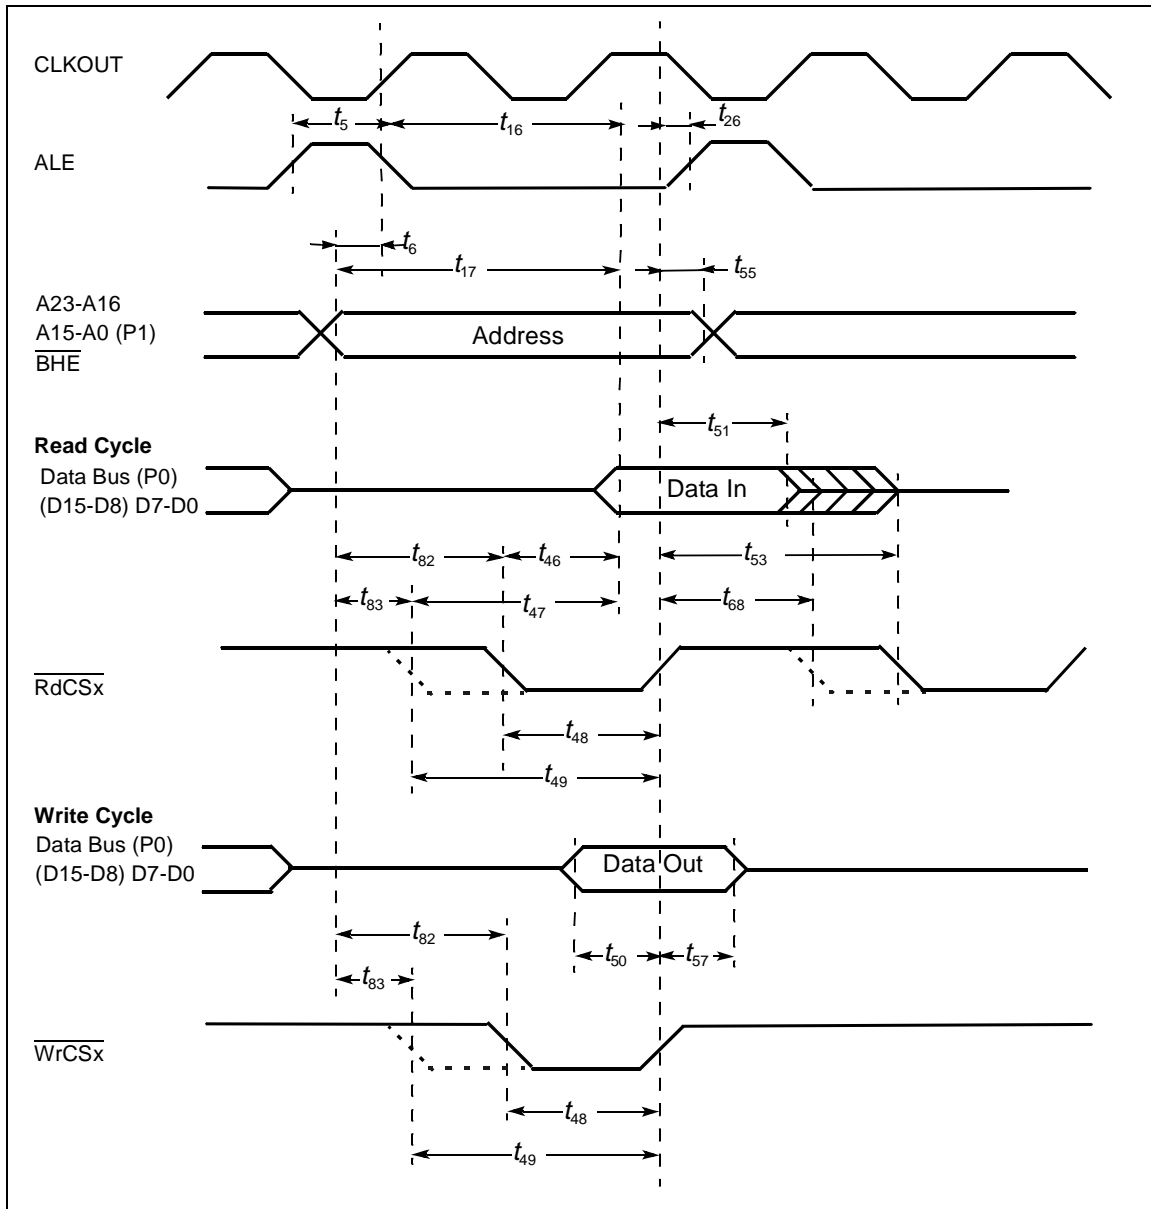 CLKOUT
t5
t16
t26
ALE
t6
t17
t55
A23-A16
A15-A0 (P1)
BHE
Address
t51
Read Cycle
Data Bus (P0)
(D15-D8) D7-D0
Data In
t82
t46
t53
t83
t47
t68
RdCSx
t48
t49
Write Cycle
Data Bus (P0)
(D15-D8) D7-D0
Data Out
t82
t50
t57
t83
WrCSx
t48
t49